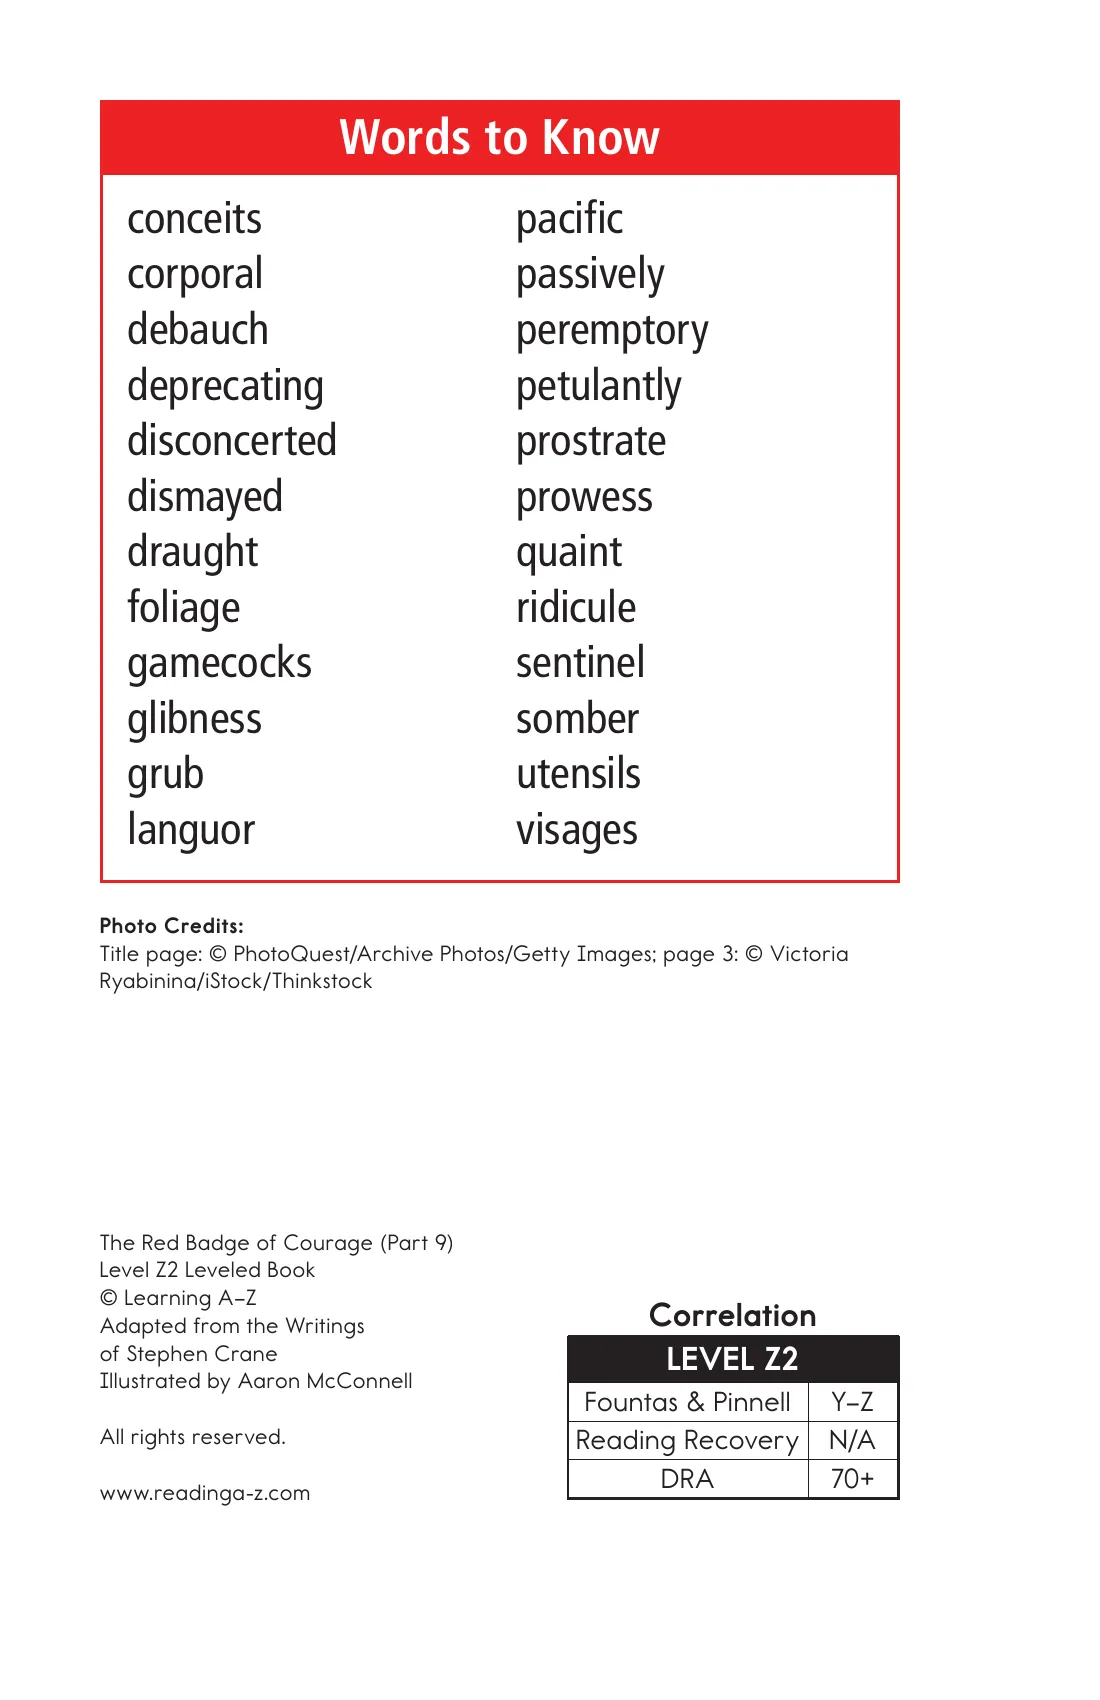 Words to Know
conceits
corporal
debauch
deprecating
disconcerted
dismayed
draught
foliage
gamecocks
glibness
grub
languor
pacific
passively
peremptory
petulantly
prostrate
prowess
quaint
ridicule
sentinel
somber
utensils
visages
Photo Credits:
Title page: © PhotoQuest/Archive Photos/Getty Images; page 3: © Victoria
Ryabinina/iStock/Thinkstock
The Red Badge of Courage (Part 9)
Level Z2 Leveled Book
© Learning A–Z
Adapted from the Writings
of Stephen Crane
Illustrated by Aaron McConnell
All rights reserved.
www.readinga-z.com
Correlation
LEVEL Z2
Fountas & Pinnell Y–Z
Reading Recovery N/A
DRA 70+